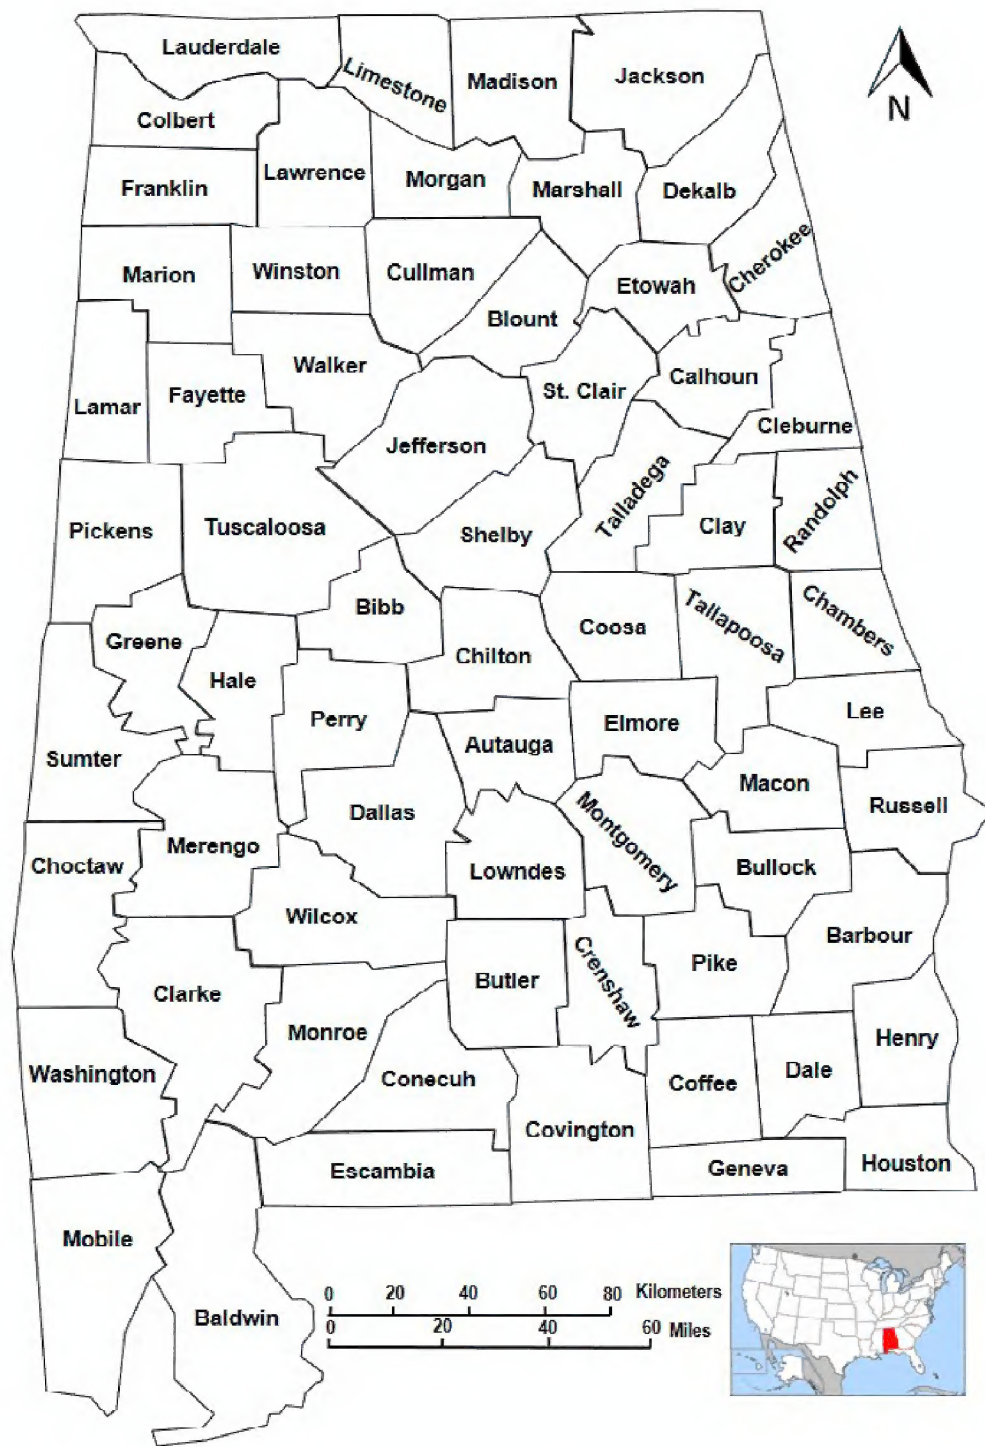 Lauderdale
Limestone
Madison
Jackson
N
Colbert
Franklin
Lawrence
Morgan
Marshall
Dekalb
Cherokee
Marion
Winston
Cullman
Blount
Etowah
Lamar
Fayette
Walker
Jefferson
St. Clair
Calhoun
Cleburne
Pickens
Tuscaloosa
Shelby
Talladega
Clay
Randolph
Greene
Hale
Bibb
Chilton
Coosa
Tallapoosa
Chambers
Sumter
Perry
Autauga
Elmore
Lee
Macon
Russell
Choctaw
Merengo
Dallas
Lowndes
Montgomery
Bullock
Wilcox
Clarke
Butler
Crenshaw
Pike
Barbour
Washington
Monroe
Conecuh
Covington
Coffee
Dale
Henry
Escambia
Geneva
Houston
Mobile
Baldwin
0 20 40 60 80 Kilometers
0 20 40 60 Miles